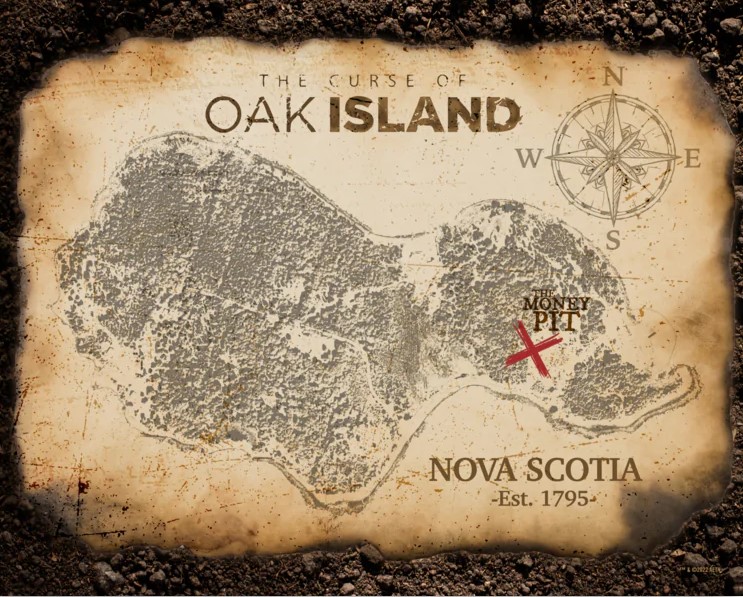 THE CURSE OF
OAK ISLAND
N
W
E
S
THE
MONEY
PIT
NOVA SCOTIA
-Est. 1795-